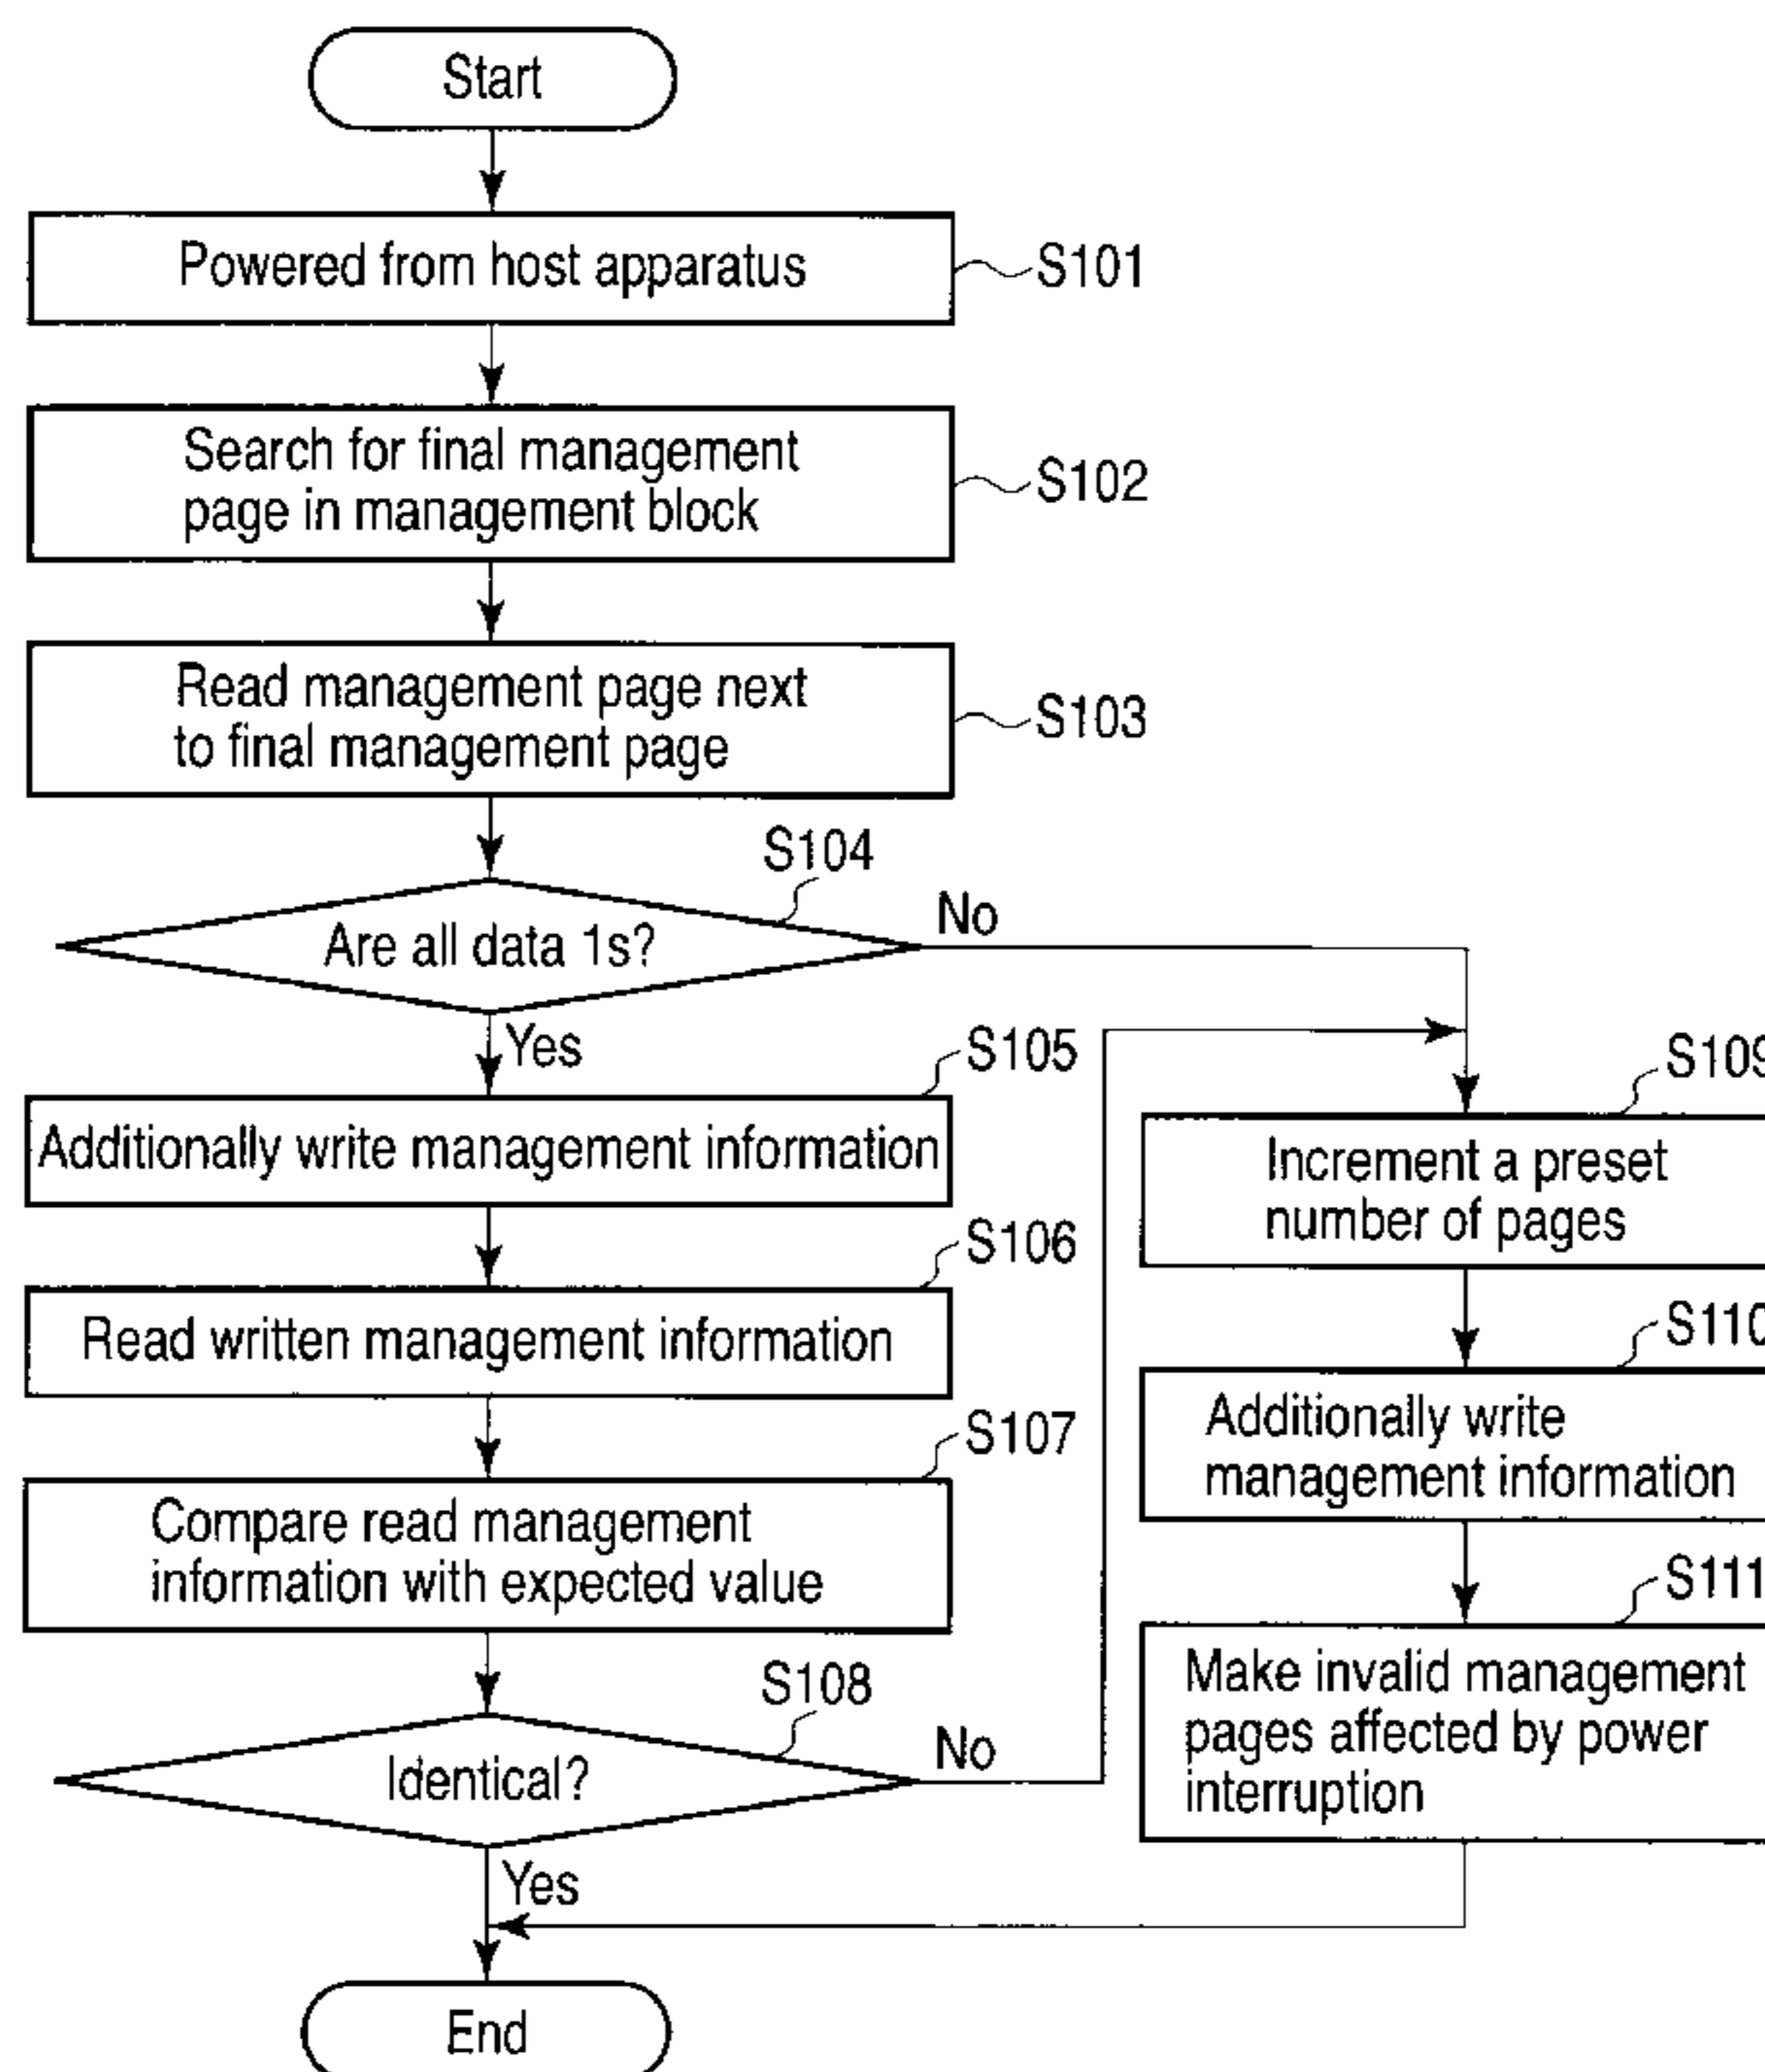 Start
Powered from host apparatus
S101
Search for final management
page in management block
S102
Read management page next
to final management page
S103
S104
Are all data 1s?
No
Yes
S105
Additionally write management information
S106
Read written management information
S107
Compare read management
information with expected value
S108
Identical?
No
Yes
S109
Increment a preset
number of pages
S110
Additionally write
management information
S111
Make invalid management
pages affected by power
interruption
End